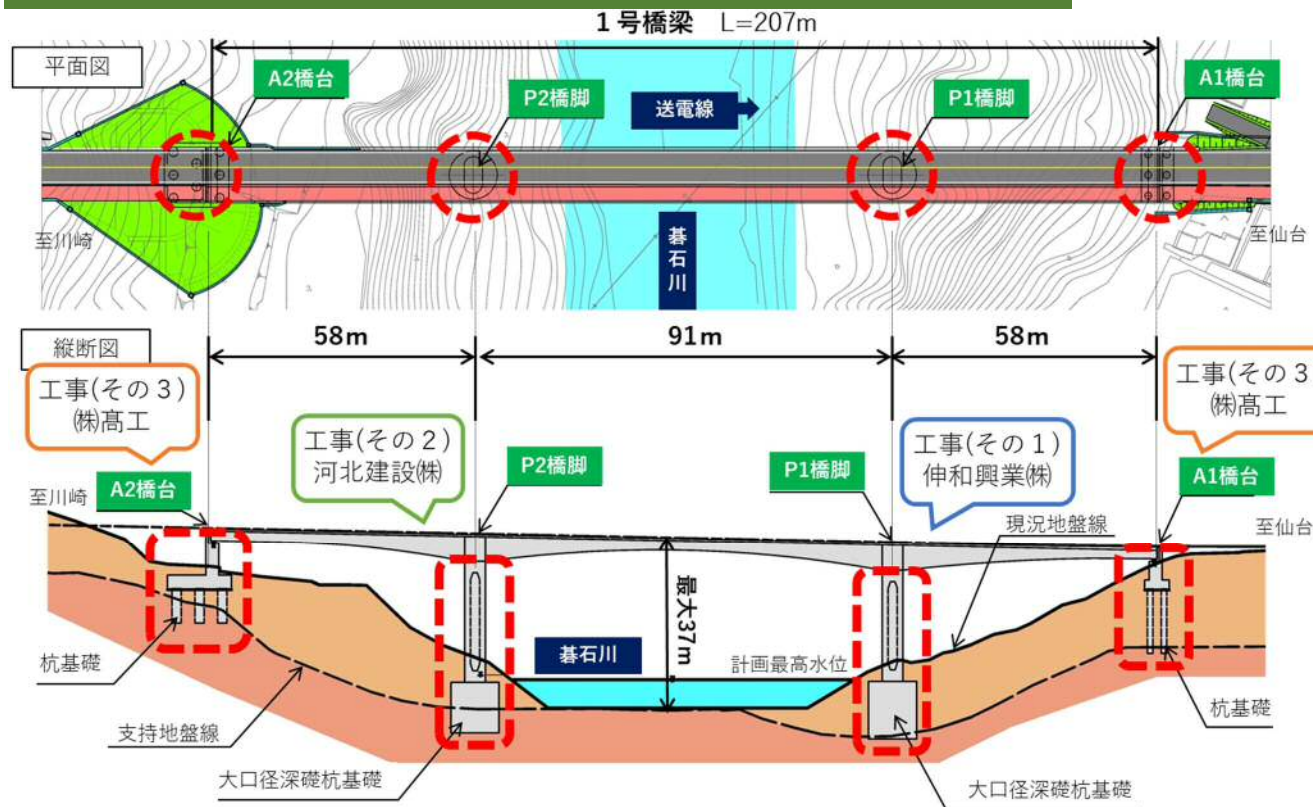 1号橋梁 L=207m
平面図
A2橋台
P2橋脚
送電線
P1橋脚
A1橋台
至川崎
碁石川
至仙台
縦断図
58m
91m
58m
工事(その3)
㈱髙工
工事(その2)
河北建設㈱
P2橋脚
P1橋脚
工事(その1)
伸和興業㈱
工事(その3
㈱髙工
至川崎
A2橋台
A1橋台
現況地盤線
至仙台
最大37m
碁石川
計画最高水位
杭基礎
杭基礎
支持地盤線
大口径深礎杭基礎
大口径深礎杭基礎